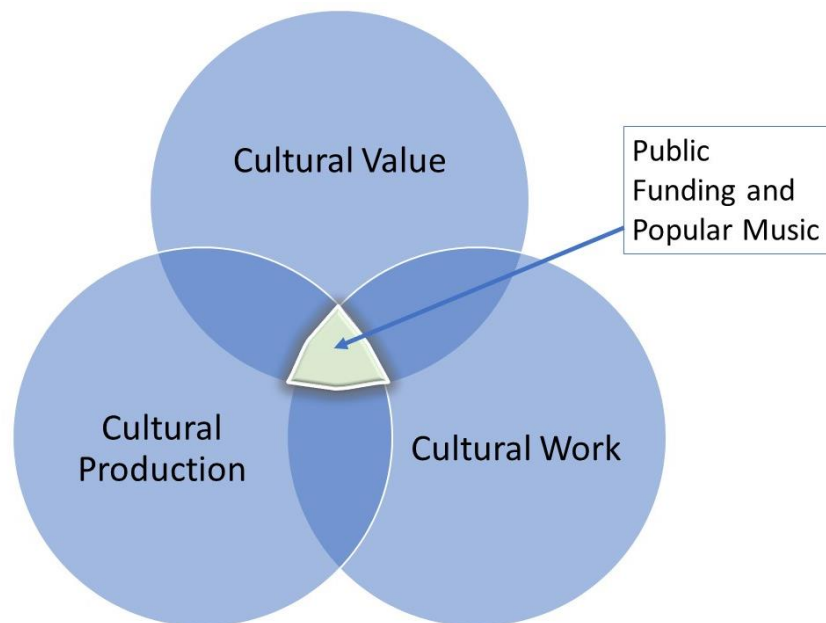 Cultural Value
Public
Funding and
Popular Music
Cultural
Production
Cultural Work